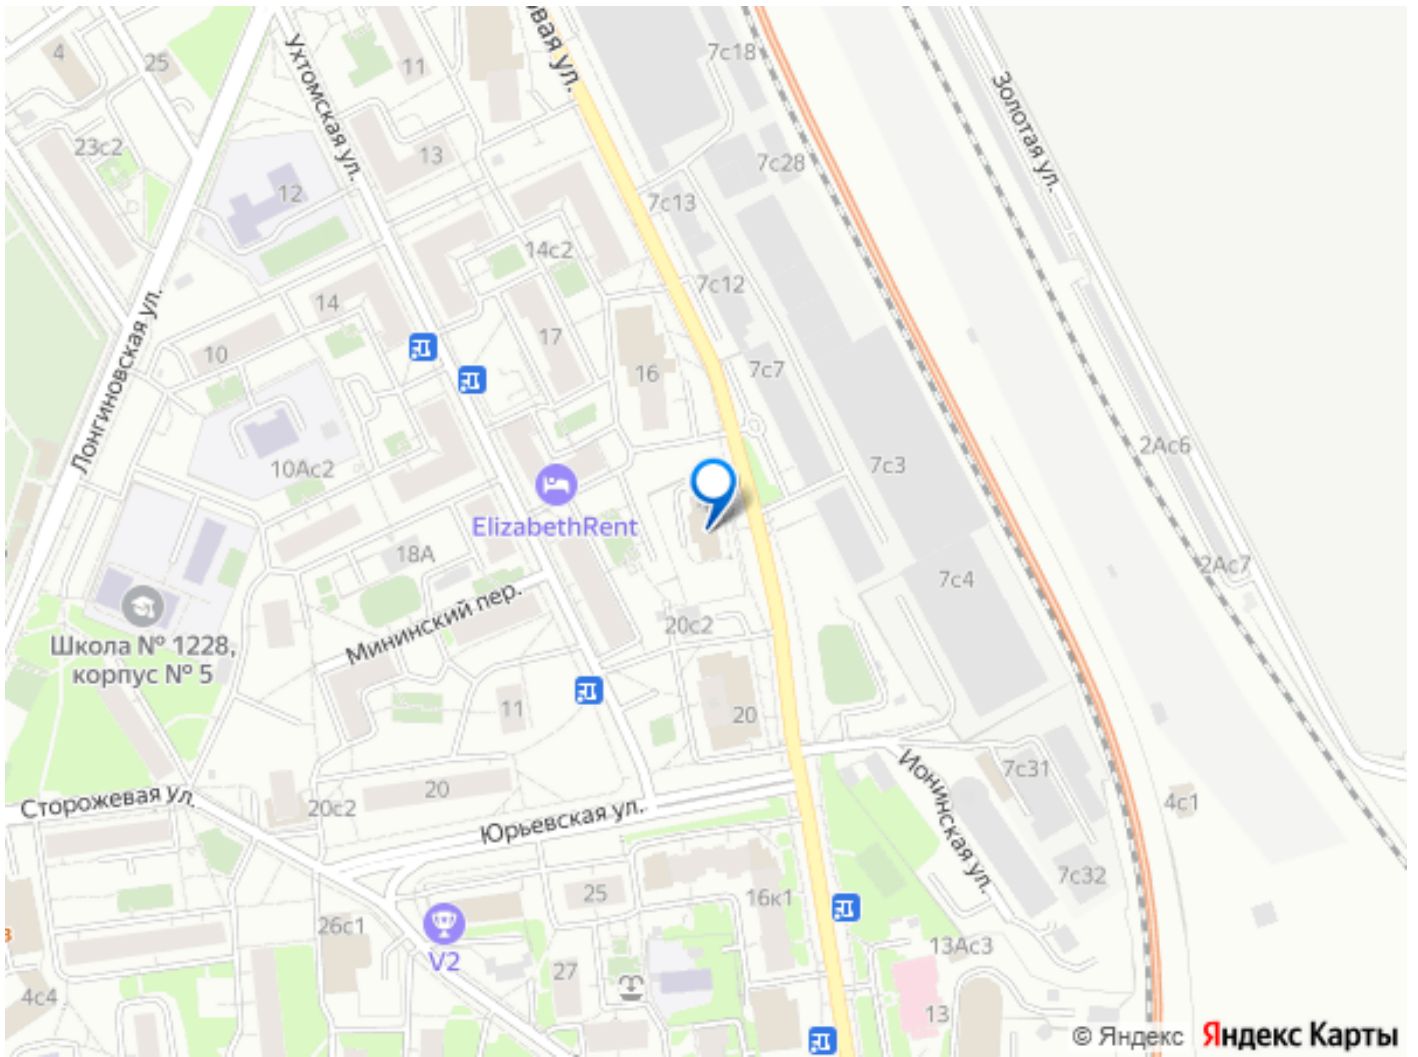 4
25
Ухтомская ул.
11
вая ул.
7с18
Золотая ул.
23с2
13
7с28
12
7с13
14с2
7с12
14
17
10
16
7с7
Лонгиновская ул.
2Ас6
10Ас2
7с3
ElizabethRent
18А
7с4
2Ас7
Мининский пер.
20с2
Школа № 1228,
корпус № 5
11
20
Ионинская ул.
7с31
20
4с1
Сторожевая ул.
20с2
Юрьевская ул.
7с32
25
16к1
26с1
V2
13Ас3
27
4с4
13
© Яндекс
Яндекс Карты